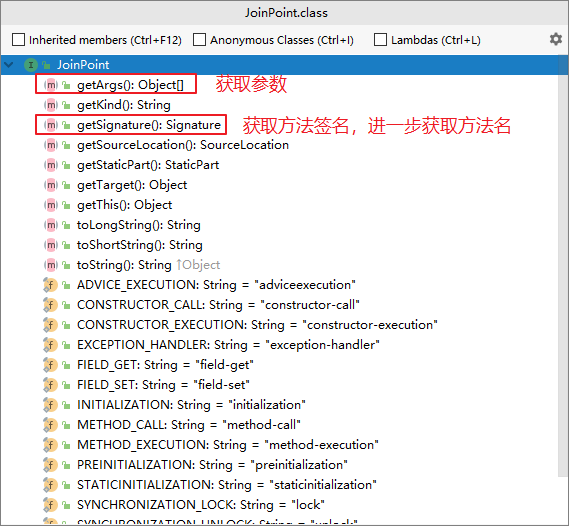 JoinPoint.class
Inherited members (Ctrl+F12) Anonymous Classes (Ctrl+I) Lambdas (Ctrl+L)
I JoinPoint
m getArgs(): Object[] 获取参数
m getKind(): String
m getSignature(): Signature 获取方法签名，进一步获取方法名
m getSourceLocation(): SourceLocation
m getStaticPart(): StaticPart
m getTarget(): Object
m getThis(): Object
m toLongString(): String
m toShortString(): String
m toString(): String ↑Object
f ADVICE_EXECUTION: String = "adviceexecution"
f CONSTRUCTOR_CALL: String = "constructor-call"
f CONSTRUCTOR_EXECUTION: String = "constructor-execution"
f EXCEPTION_HANDLER: String = "exception-handler"
f FIELD_GET: String = "field-get"
f FIELD_SET: String = "field-set"
f INITIALIZATION: String = "initialization"
f METHOD_CALL: String = "method-call"
f METHOD_EXECUTION: String = "method-execution"
f PREINITIALIZATION: String = "preinitialization"
f STATICINITIALIZATION: String = "staticinitialization"
f SYNCHRONIZATION_LOCK: String = "lock"
f SYNCHRONIZATION_UNLOCK: String = "unlock"